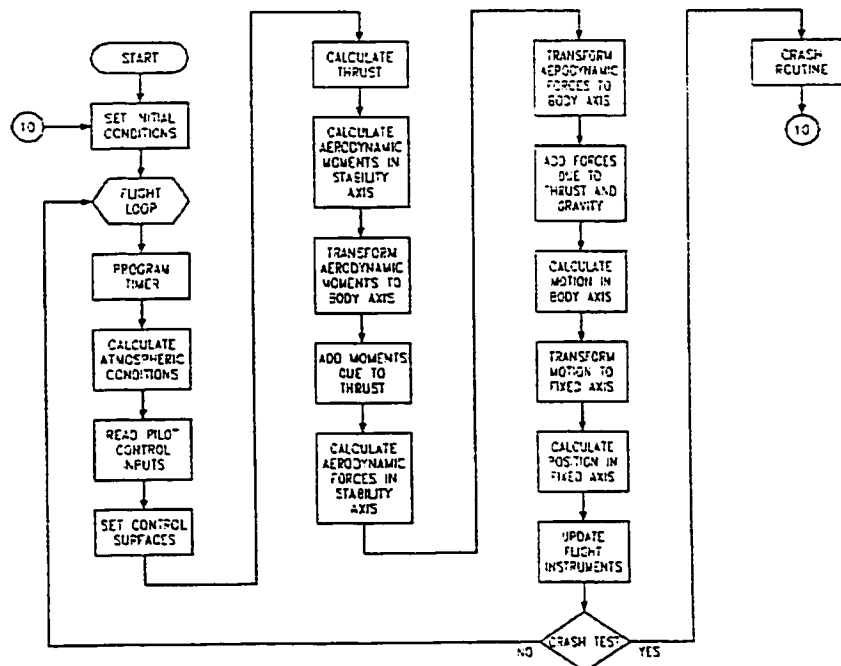 START
10
SET INITIAL
CONDITIONS
FLIGHT
LOOP
PROGRAM
TIMER
CALCULATE
ATMOSPHERIC
CONDITIONS
READ PILOT
CONTROL
INPUTS
SET CONTROL
SURFACES
CALCULATE
THRUST
CALCULATE
AERODYNAMIC
MOMENTS IN
STABILITY
AXIS
TRANSFORM
AERODYNAMIC
MOMENTS TO
BODY AXIS
ADD MOMENTS
DUE TO
THRUST
CALCULATE
AERODYNAMIC
FORCES IN
STABILITY
AXIS
TRANSFORM
AERODYNAMIC
FORCES TO
BODY AXIS
ADD FORCES
DUE TO
THRUST AND
GRAVITY
CALCULATE
MOTION IN
BODY AXIS
TRANSFORM
MOTION TO
FIXED AXIS
CALCULATE
POSITION IN
FIXED AXIS
UPDATE
FLIGHT
INSTRUMENTS
CRASH TEST
NO
YES
CRASH
ROUTINE
10